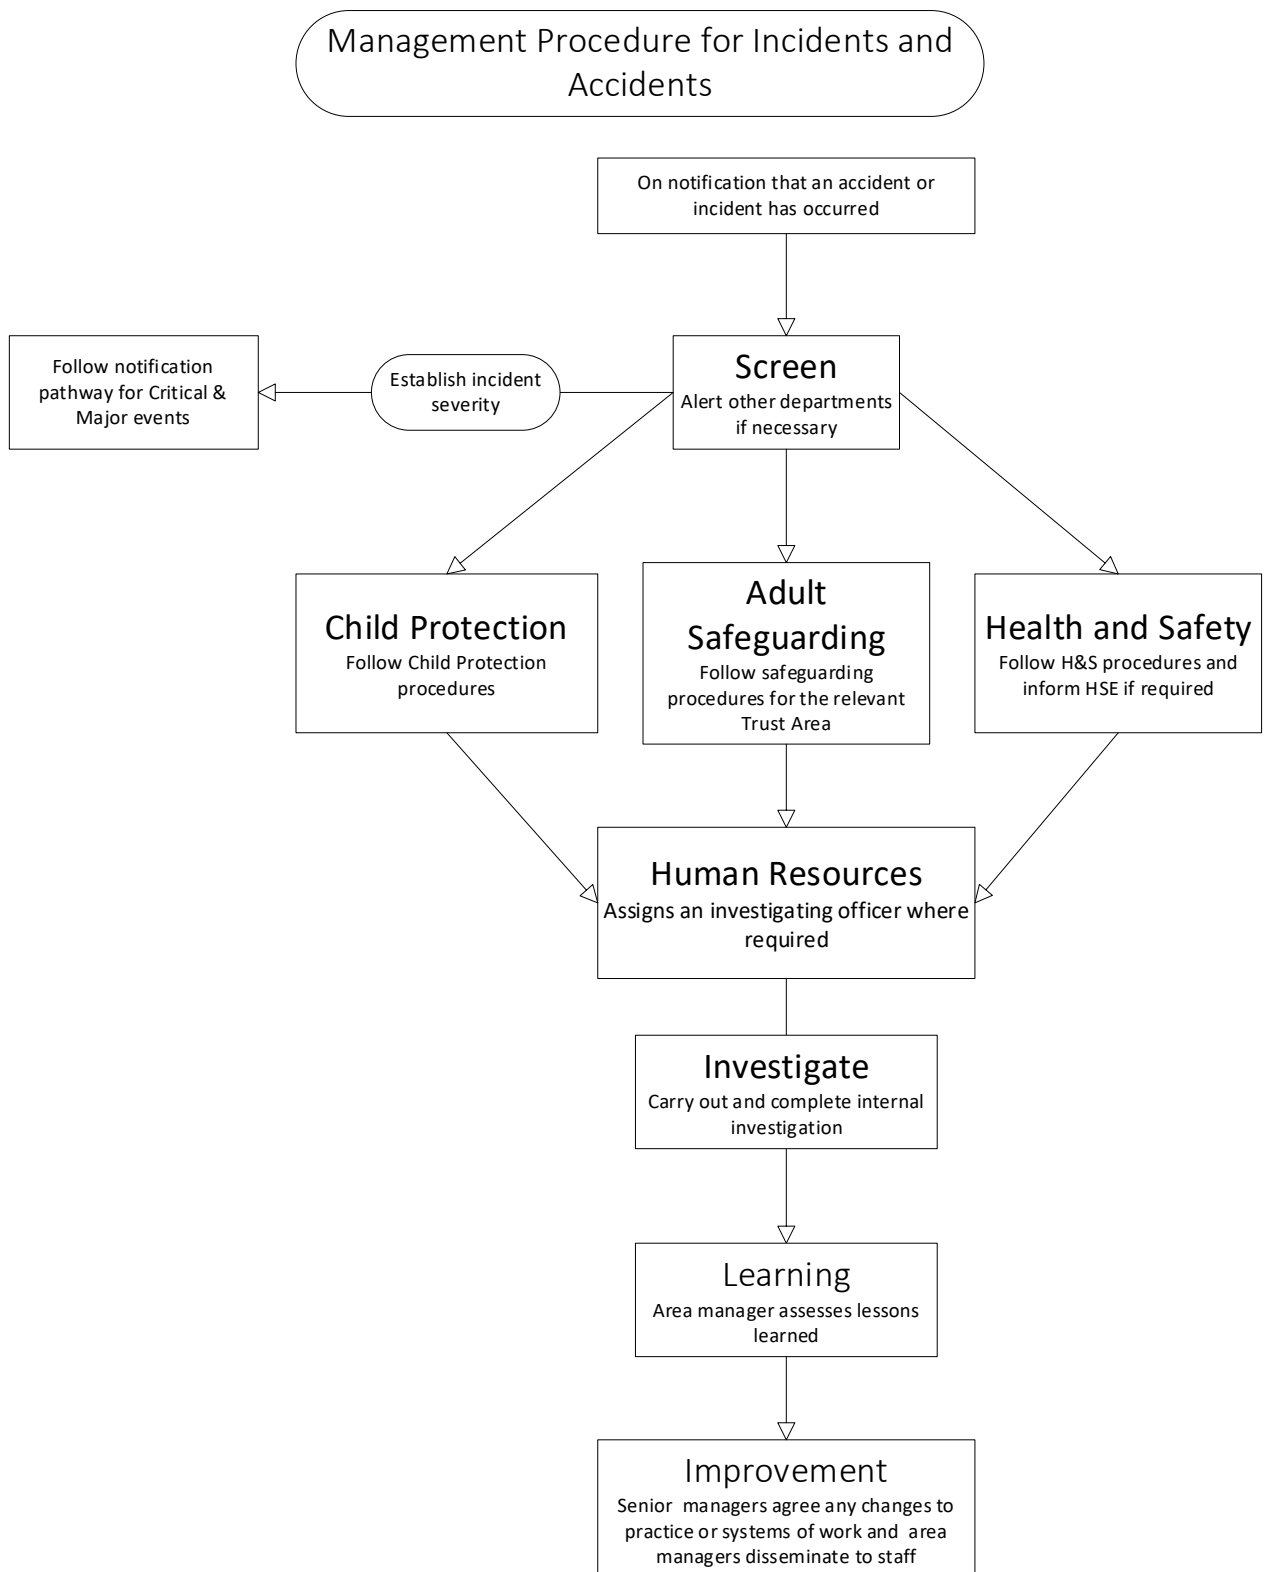 Management Procedure for Incidents and
Accidents
On notification that an accident or
incident has occurred
Screen
Alert other departments
if necessary
Establish incident
severity
Follow notification
pathway for Critical &
Major events
Child Protection
Follow Child Protection
procedures
Adult
Safeguarding
Follow safeguarding
procedures for the relevant
Trust Area
Health and Safety
Follow H&S procedures and
inform HSE if required
Human Resources
Assigns an investigating officer where
required
Investigate
Carry out and complete internal
investigation
Learning
Area manager assesses lessons
learned
Improvement
Senior  managers agree any changes to
practice or systems of work and  area
managers disseminate to staff